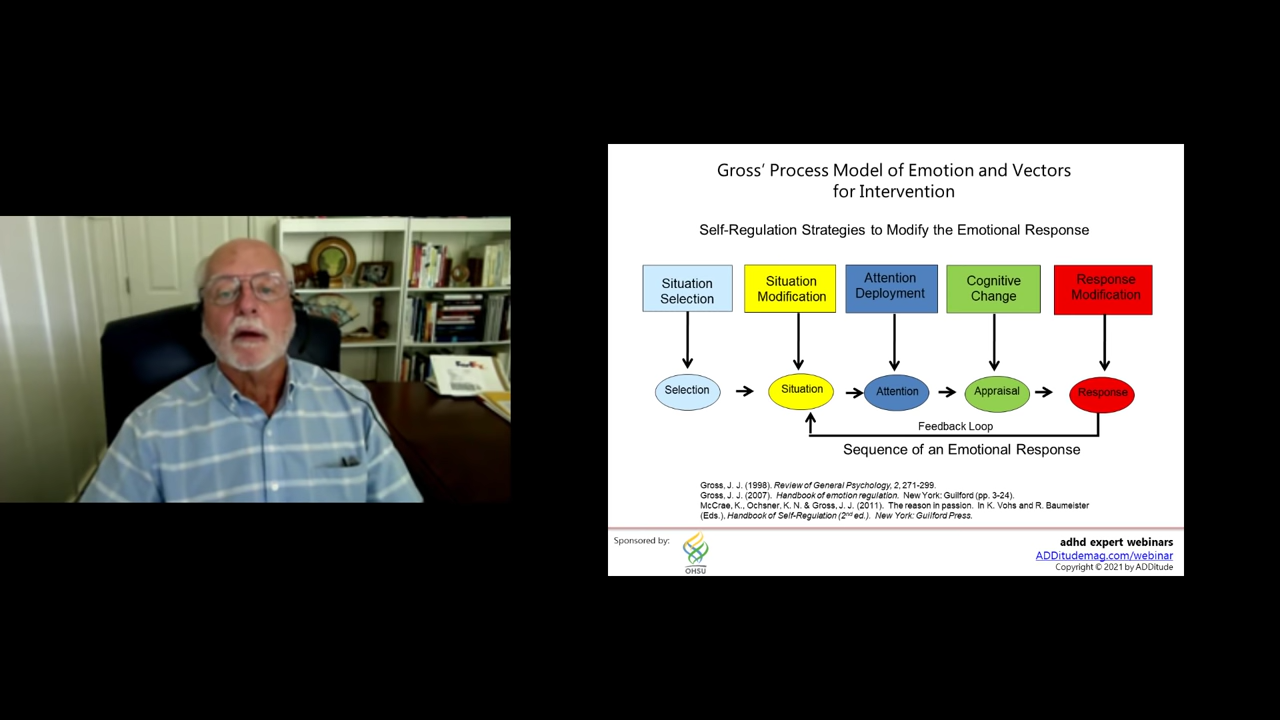 Gross’ Process Model of Emotion and Vectors
for Intervention
Self-Regulation Strategies to Modify the Emotional Response
Situation
Selection
Situation
Modification
Attention
Deployment
Cognitive
Change
Response
Modification
Selection
Situation
Attention
Appraisal
Response
Feedback Loop
Sequence of an Emotional Response
Gross, J. J. (1998). Review of General Psychology, 2, 271-299.
Gross, J. J. (2007). Handbook of emotion regulation. New York: Guilford (pp. 3-24).
McCrae, K., Ochsner, K. N. & Gross, J. J. (2011). The reason in passion. In K. Vohs and R. Baumeister
(Eds.), Handbook of Self-Regulation (2nd ed.). New York: Guilford Press.
Sponsored by:
OHSU
adhd expert webinars
ADDitudemag.com/webinar
Copyright © 2021 by ADDitude
FedEx